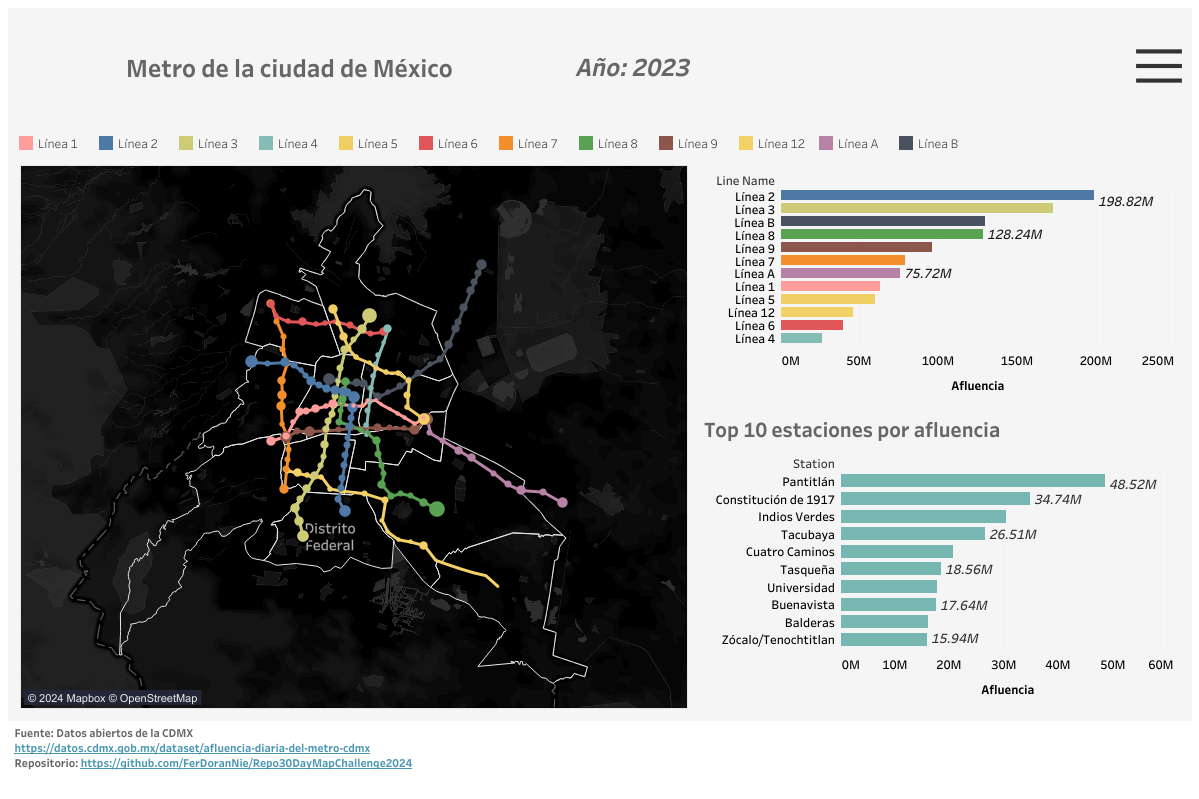 Metro de la ciudad de México
Año: 2023
Línea 1 Línea 2 Línea 3 Línea 4 Línea 5 Línea 6 Línea 7 Línea 8 Línea 9 Línea 12 Línea A Línea B
Distrito
Federal
© 2024 Mapbox © OpenStreetMap
Line Name
Línea 2 198.82M
Línea 3
Línea B
Línea 8 128.24M
Línea 9
Línea 7
Línea A 75.72M
Línea 1
Línea 5
Línea 12
Línea 6
Línea 4
0M 50M 100M 150M 200M 250M
Afluencia
Top 10 estaciones por afluencia
Station
Pantitlán 48.52M
Constitución de 1917 34.74M
Indios Verdes
Tacubaya 26.51M
Cuatro Caminos
Tasqueña 18.56M
Universidad
Buenavista 17.64M
Balderas
Zócalo/Tenochtitlan 15.94M
0M 10M 20M 30M 40M 50M 60M
Afluencia
Fuente: Datos abiertos de la CDMX
https://datos.cdmx.gob.mx/dataset/afluencia-diaria-del-metro-cdmx
Repositorio: https://github.com/FerDoranNie/Repo30DayMapChallenge2024